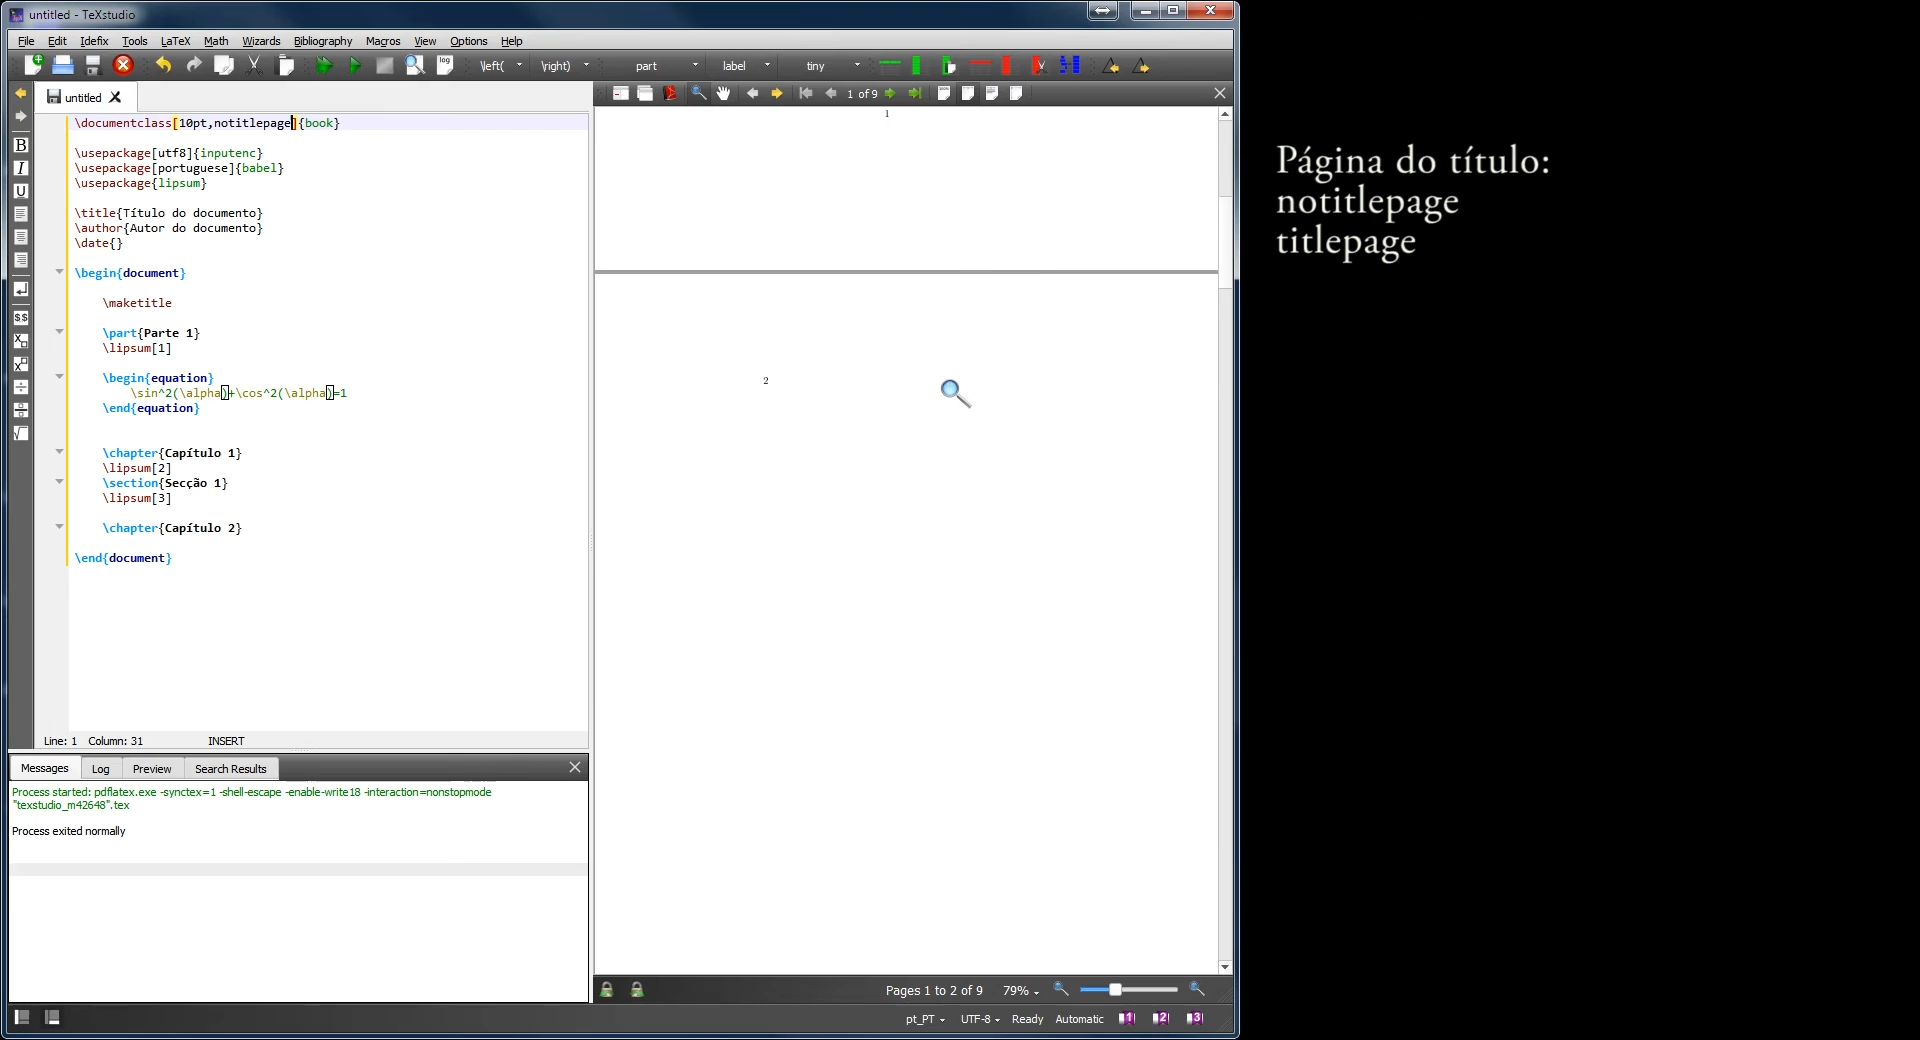 untitled - TeXstudio
File Edit Idefix Tools LaTeX Math Wizards Bibliography Macros View Options Help
log \left( \right) part label tiny
untitled
1 of 9
\documentclass[10pt,notitlepage]{book}
\usepackage[utf8]{inputenc}
\usepackage[portuguese]{babel}
\usepackage{lipsum}
\title{Título do documento}
\author{Autor do documento}
\date{}
\begin{document}
\maketitle
\part{Parte 1}
\lipsum[1]
\begin{equation}
\sin^2(\alpha)+\cos^2(\alpha)=1
\end{equation}
\chapter{Capítulo 1}
\lipsum[2]
\section{Secção 1}
\lipsum[3]
\chapter{Capítulo 2}
\end{document}
B
I
U
$$
Line: 1 Column: 31 INSERT
Messages Log Preview Search Results
Process started: pdflatex.exe -synctex=1 -shell-escape -enable-write18 -interaction=nonstopmode
"texstudio_m42648".tex
Process exited normally
1
2
Pages 1 to 2 of 9 79%
pt_PT UTF-8 Ready Automatic 1 2 3
Página do título:
notitlepage
titlepage